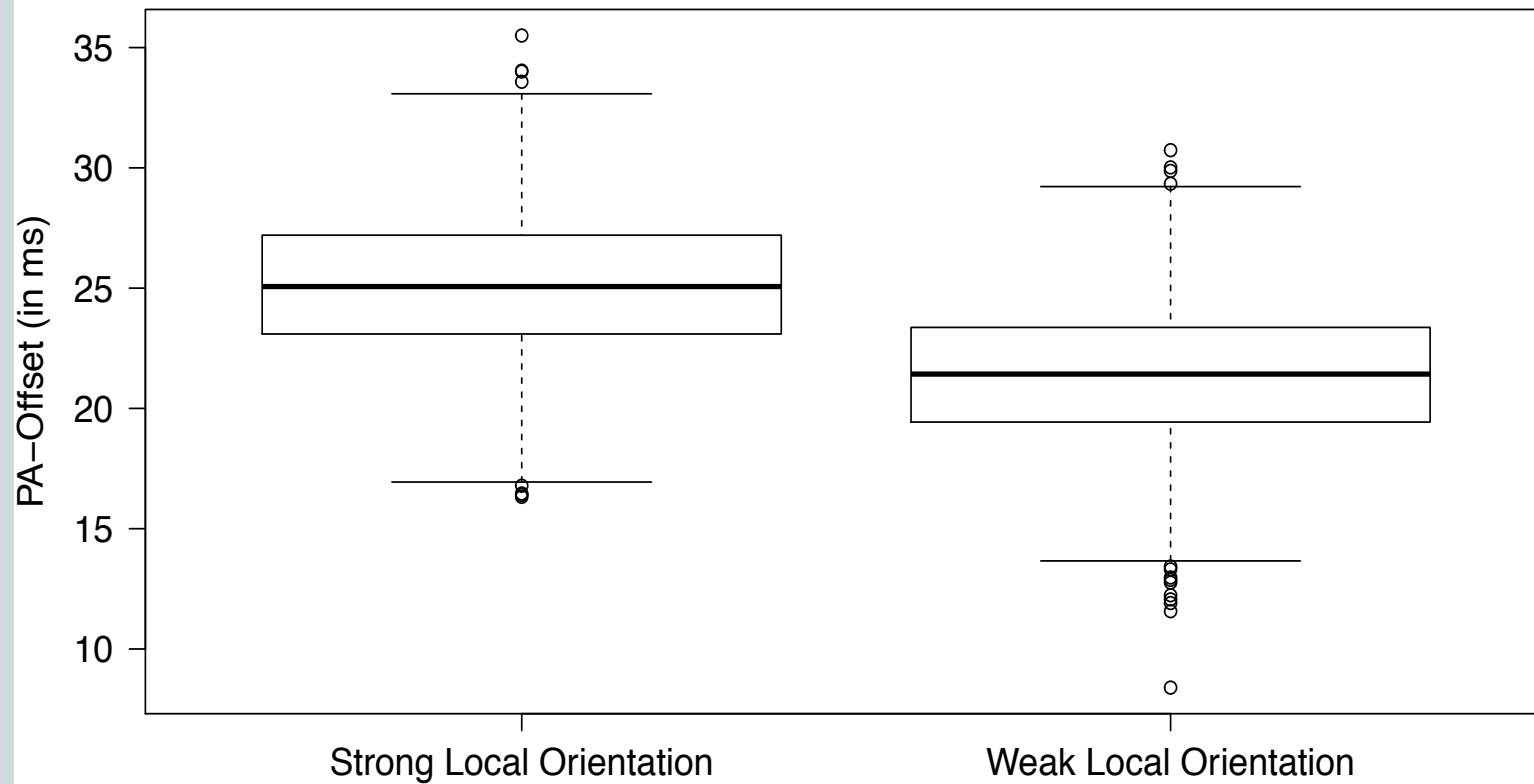 PA−Offset (in ms)
35
30
25
20
15
10
Strong Local Orientation
Weak Local Orientation